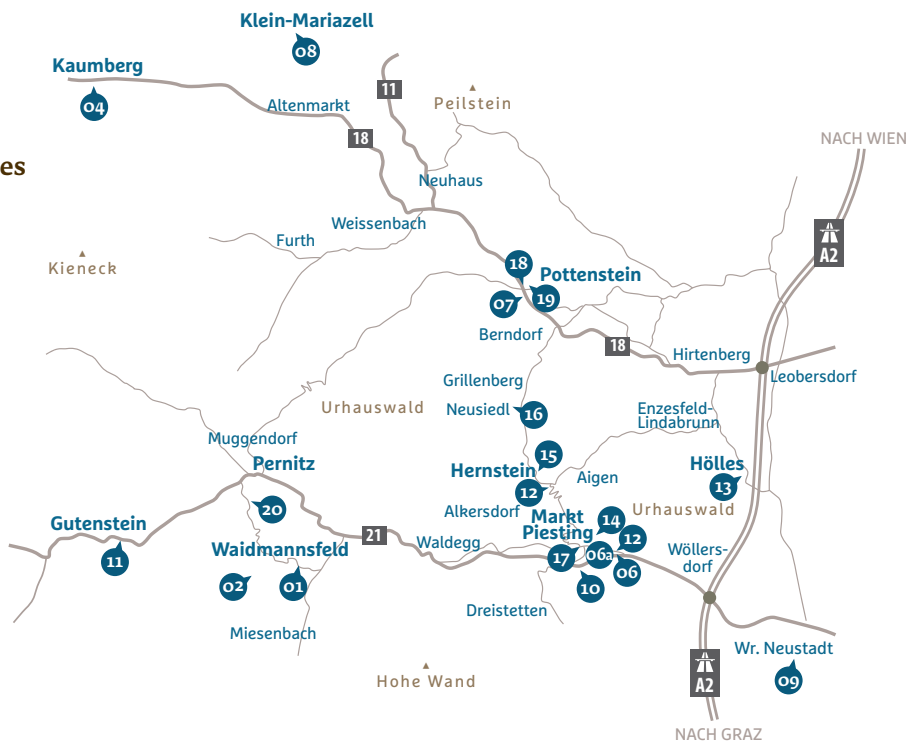 Klein-Mariazell
08
Kaumberg
04
11
Peilstein
Altenmarkt
18
NACH WIEN
es
Neuhaus
Weissenbach
Furth
A2
Kieneck
18
Pottenstein
07
19
Berndorf
18
Hirtenberg
Leobersdorf
Grillenberg
Urhauswald
Neusiedl
16
Enzesfeld-
Lindabrunn
Muggendorf
Pernitz
15
Hernstein
Aigen
Hölles
12
13
20
Alkersdorf
Urhauswald
Markt
Piesting
14
Gutenstein
11
21
12
Waidmannsfeld
Waldegg
17
06a
06
Wöllers-
dorf
02
01
10
Dreistetten
Miesenbach
Wr. Neustadt
09
Hohe Wand
A2
NACH GRAZ